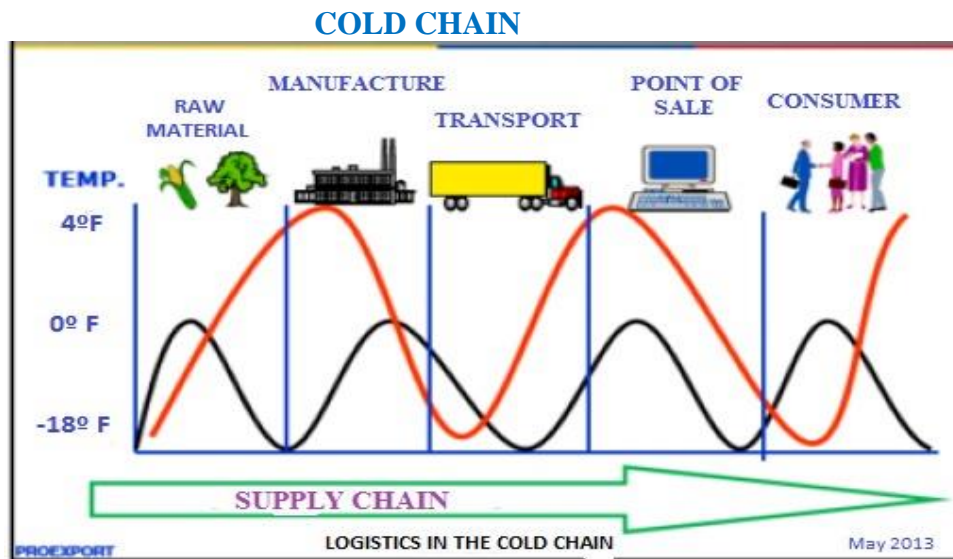 COLD CHAIN
MANUFACTURE
RAW
MATERIAL
TRANSPORT
POINT OF
SALE
CONSUMER
TEMP.
4ºF
0º F
-18º F
SUPPLY CHAIN
PROEXPORT
LOGISTICS IN THE COLD CHAIN
May 2013